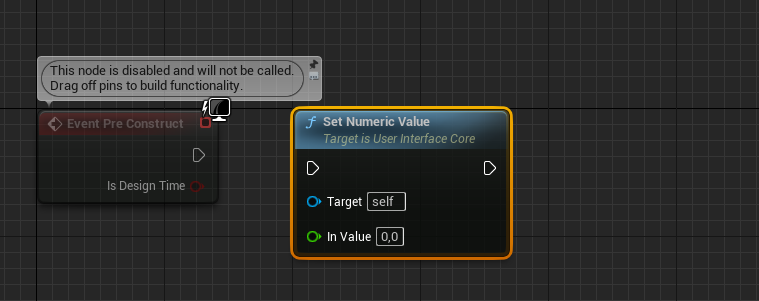 This node is disabled and will not be called.
Drag off pins to build functionality.
Event Pre Construct
Is Design Time
f Set Numeric Value
Target is User Interface Core
Target self
In Value 0,0